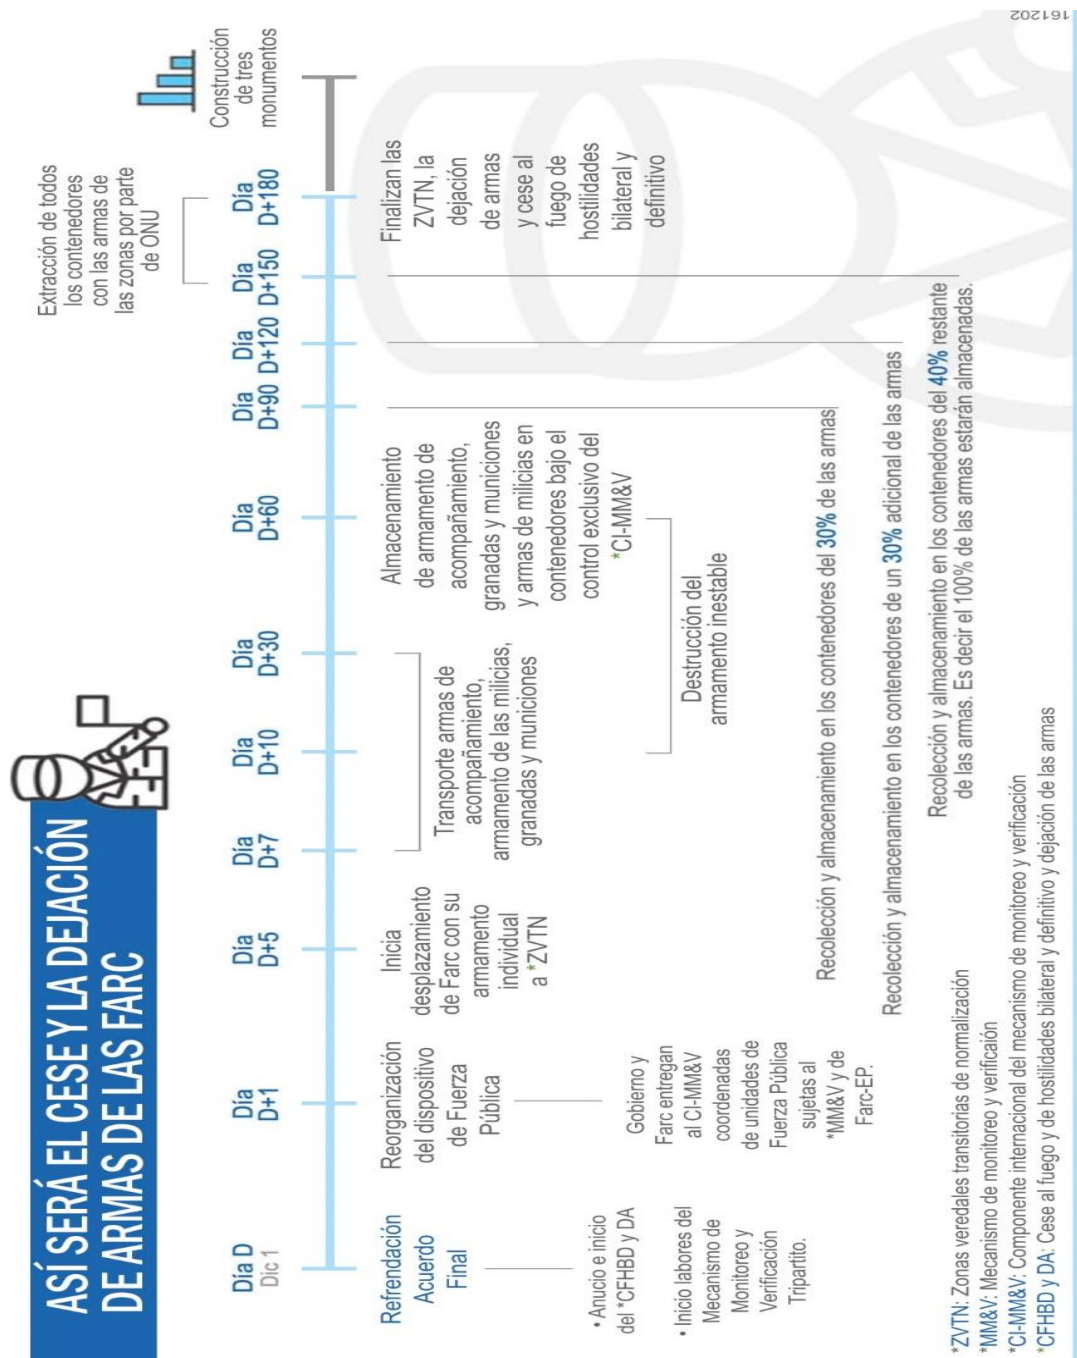 ASÍ SERÁ EL CESE Y LA DEJACIÓN
DE ARMAS DE LAS FARC
Día D
Dic 1
Refrendación
Acuerdo
Final
• Anucio e inicio
del *CFHBD y DA
• Inicio labores del
Mecanismo de
Monitoreo y
Verificación
Tripartito.
Día
D+1
Reorganización
del dispositivo
de Fuerza
Pública
Gobierno y
Farc entregan
al CI-MM&V
coordenadas
de unidades de
Fuerza Pública
sujetas al
*MM&V y de
Farc-EP.
Día
D+5
Inicia
desplazamiento
de Farc con su
armamento
individual
a *ZVTN
Día
D+7
Día
D+10
Día
D+30
Transporte armas de
acompañamiento,
armamento de las milicias,
granadas y municiones
Día
D+60
Almacenamiento
de armamento de
acompañamiento,
granadas y municiones
y armas de milicias en
contenedores bajo el
control exclusivo del
*CI-MM&V
Destrucción del
armamento inestable
Día
D+90
Día
D+120
Día
D+150
Día
D+180
Extracción de todos
los contenedores
con las armas de
las zonas por parte
de ONU
Finalizan las
ZVTN, la
dejación
de armas
y cese al
fuego de
hostilidades
bilateral y
definitivo
Construcción
de tres
monumentos
Recolección y almacenamiento en los contenedores del 30% de las armas
Recolección y almacenamiento en los contenedores de un 30% adicional de las armas
Recolección y almacenamiento en los contenedores del 40% restante
de las armas. Es decir el 100% de las armas estarán almacenadas.
*ZVTN: Zonas veredales transitorias de normalización
*MM&V: Mecanismo de monitoreo y verificaión
*CI-MM&V: Componente internacional del mecanismo de monitoreo y verificación
*CFHBD y DA: Cese al fuego y de hostilidades bilateral y definitivo y dejación de las armas
161202